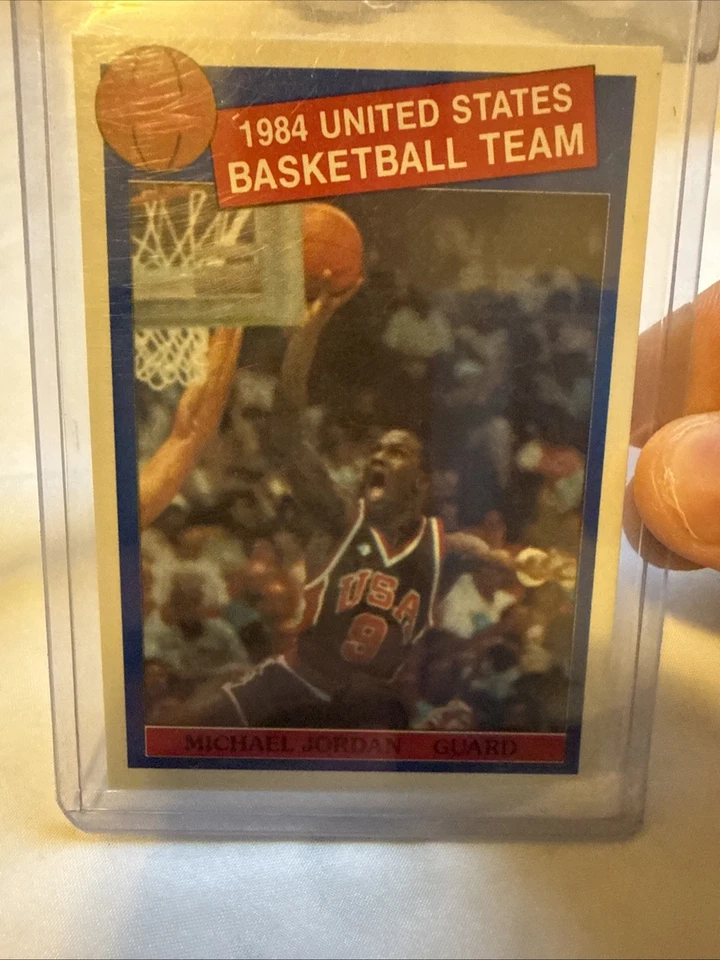 1984 UNITED STATES
BASKETBALL TEAM
USA
9
MICHAEL JORDAN GUARD